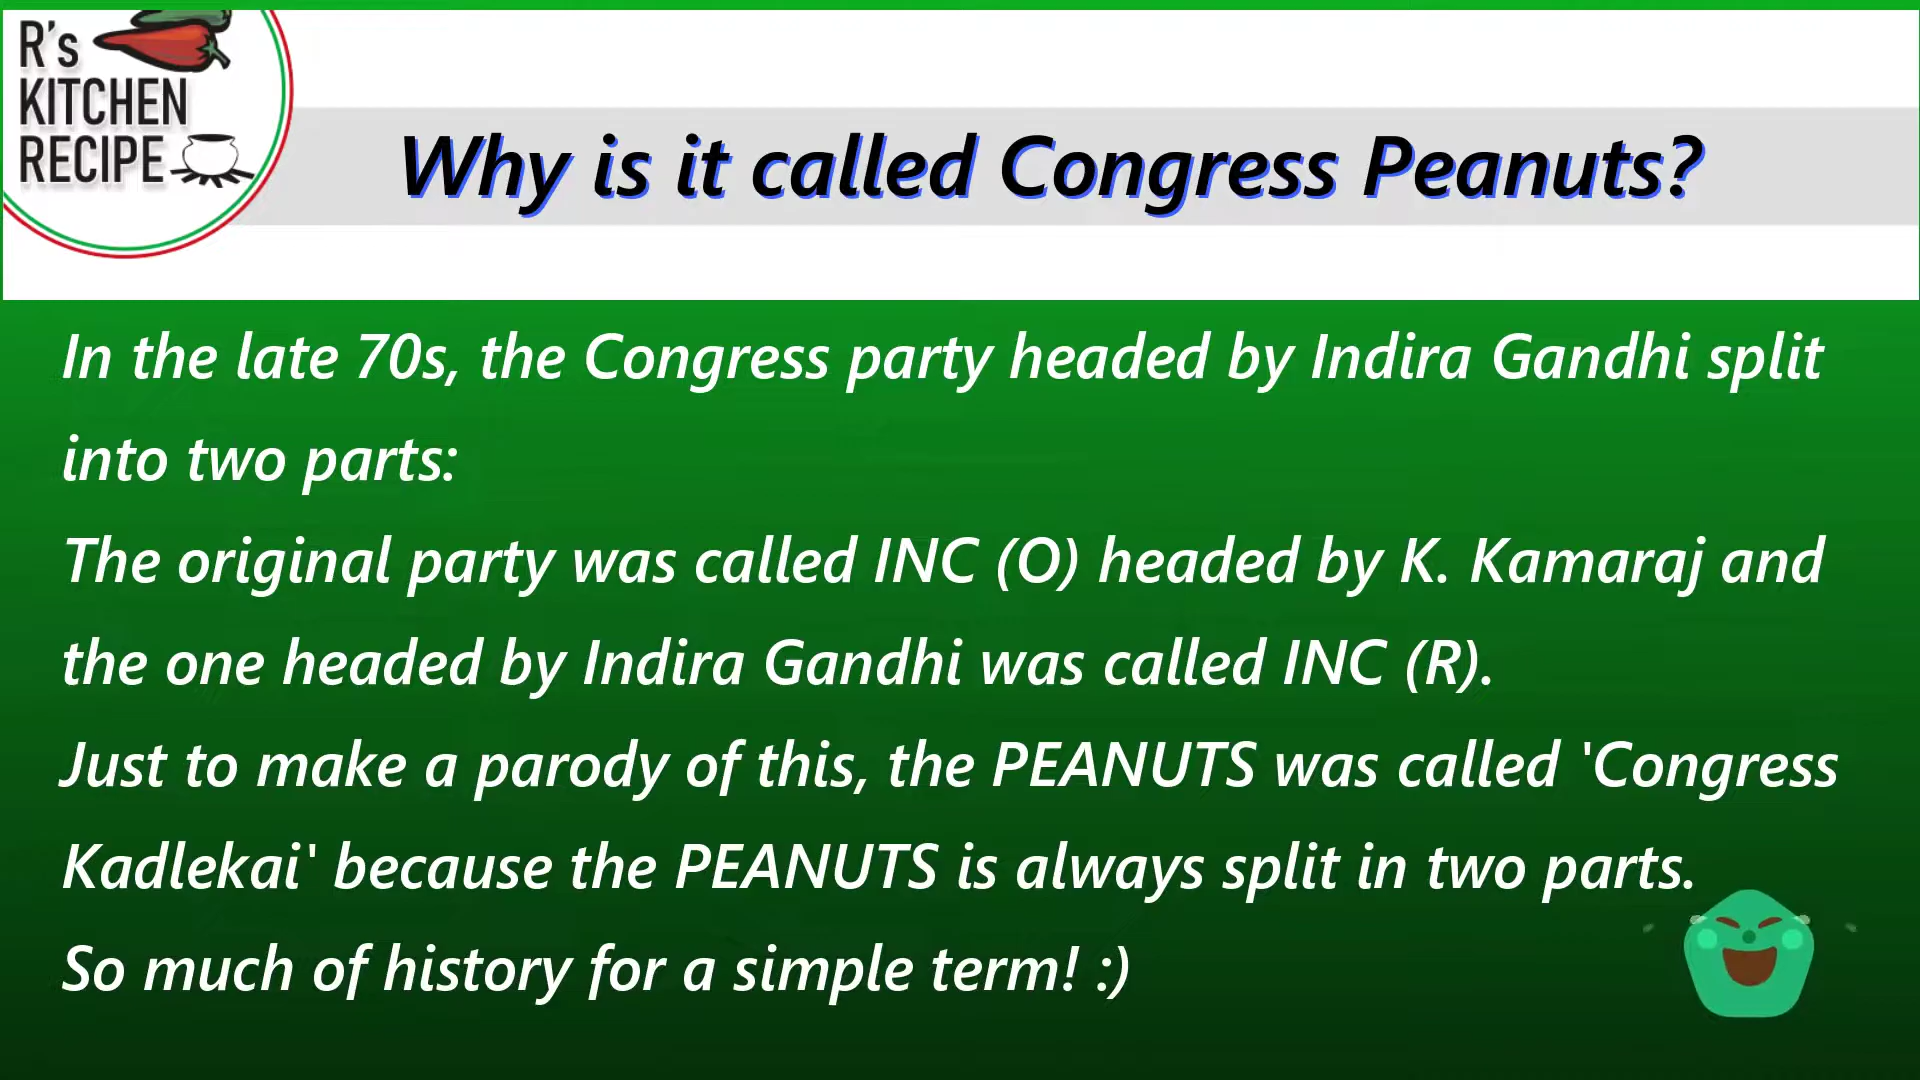 R's
KITCHEN
RECIPE
Why is it called Congress Peanuts?
In the late 70s, the Congress party headed by Indira Gandhi split
into two parts:
The original party was called INC (O) headed by K. Kamaraj and
the one headed by Indira Gandhi was called INC (R).
Just to make a parody of this, the PEANUTS was called 'Congress
Kadlekai' because the PEANUTS is always split in two parts.
So much of history for a simple term! :)